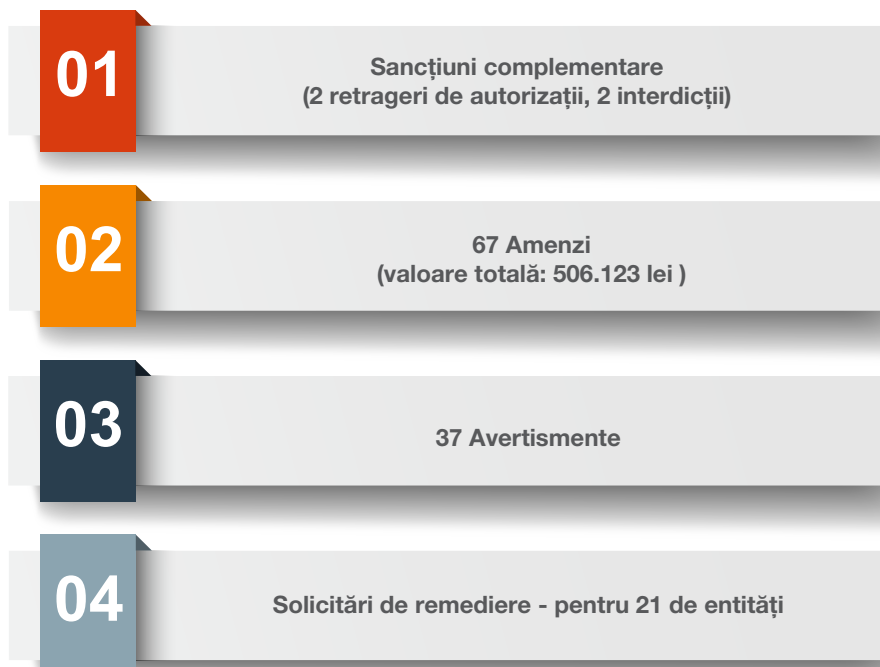 01
Sancțiuni complementare
(2 retrageri de autorizații, 2 interdicții)
02
67 Amenzi
(valoare totală: 506.123 lei )
03
37 Avertismente
04
Solicitări de remediere - pentru 21 de entități